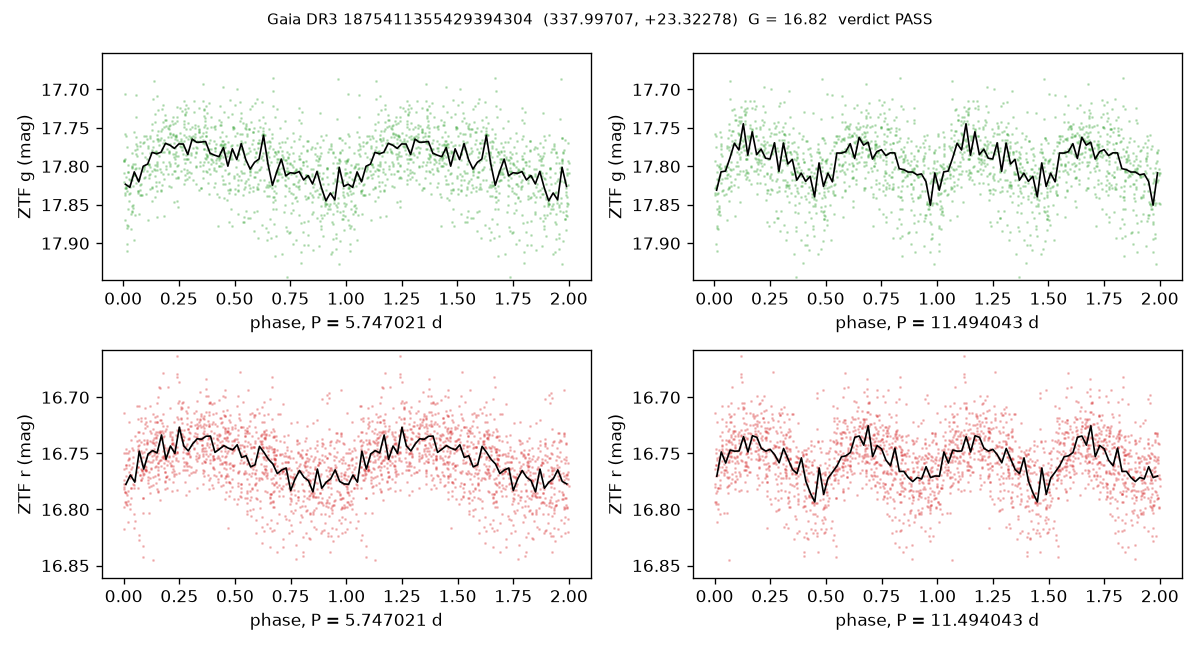 Gaia DR3 1875411355429394304  (337.99707, +23.32278)  G = 16.82  verdict PASS
ZTF g (mag)
17.70
17.75
17.80
17.85
17.90
0.00 0.25 0.50 0.75 1.00 1.25 1.50 1.75 2.00
phase, P = 5.747021 d
ZTF g (mag)
17.70
17.75
17.80
17.85
17.90
0.00 0.25 0.50 0.75 1.00 1.25 1.50 1.75 2.00
phase, P = 11.494043 d
ZTF r (mag)
16.70
16.75
16.80
16.85
0.00 0.25 0.50 0.75 1.00 1.25 1.50 1.75 2.00
phase, P = 5.747021 d
ZTF r (mag)
16.70
16.75
16.80
16.85
0.00 0.25 0.50 0.75 1.00 1.25 1.50 1.75 2.00
phase, P = 11.494043 d